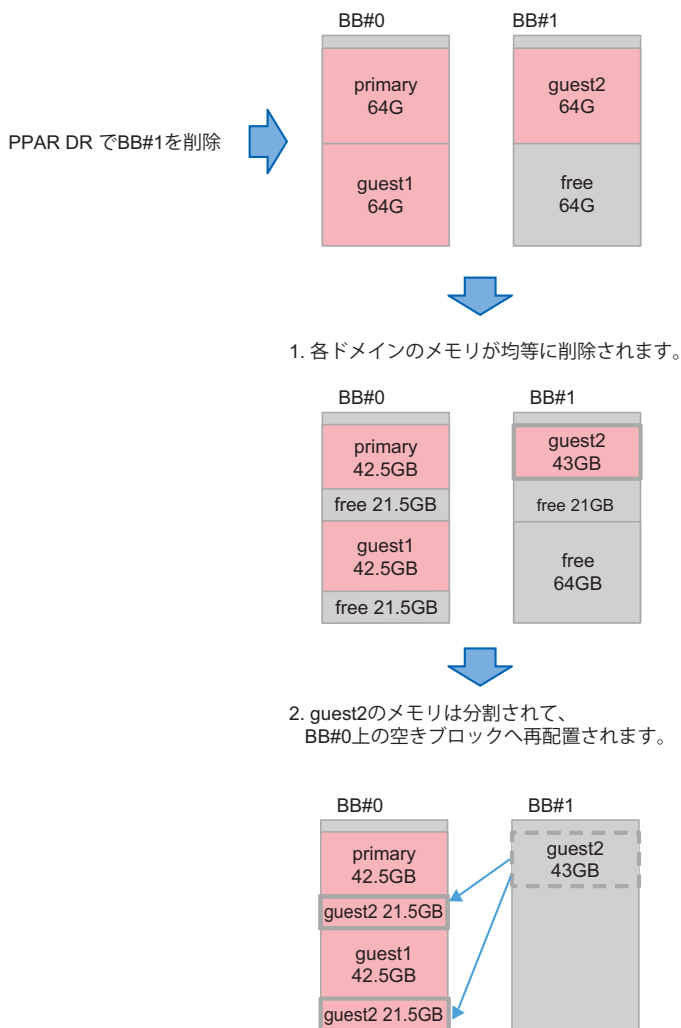 BB#0
BB#1
primary
64G
guest2
64G
PPAR DR でBB#1を削除
guest1
64G
free
64G
1. 各ドメインのメモリが均等に削除されます。
BB#0
BB#1
primary
42.5GB
guest2
43GB
free 21.5GB
free 21GB
guest1
42.5GB
free
64GB
free 21.5GB
2. guest2のメモリは分割されて、
BB#0上の空きブロックへ再配置されます。
BB#0
BB#1
primary
42.5GB
guest2
43GB
guest2 21.5GB
guest1
42.5GB
guest2 21.5GB